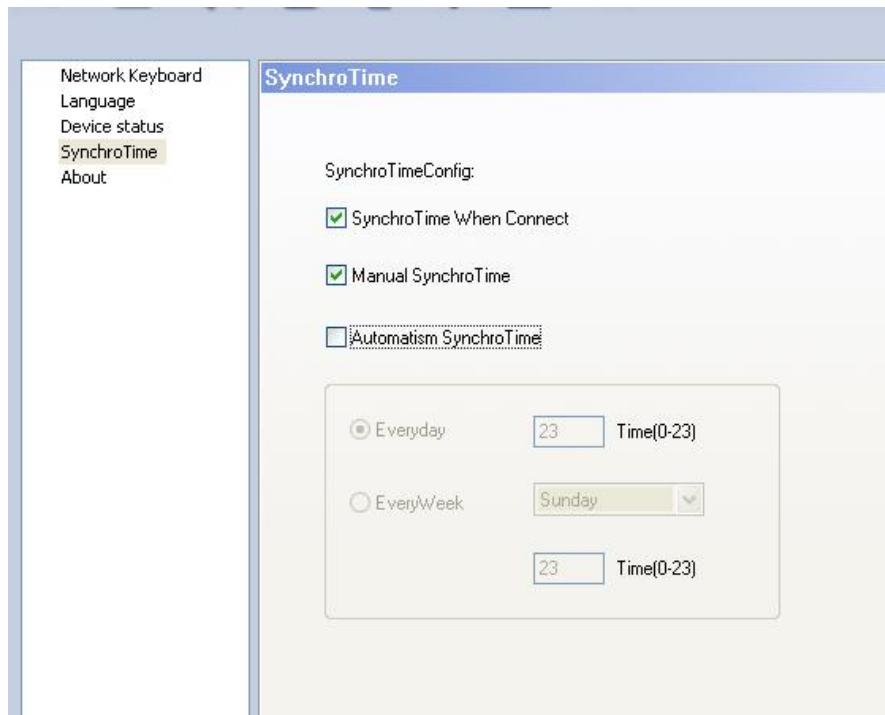 Network Keyboard
Language
Device status
SynchroTime
About
SynchroTime
SynchroTimeConfig:
SynchroTime When Connect
Manual SynchroTime
Automatism SynchroTime
Everyday 23 Time(0-23)
EveryWeek Sunday
23 Time(0-23)